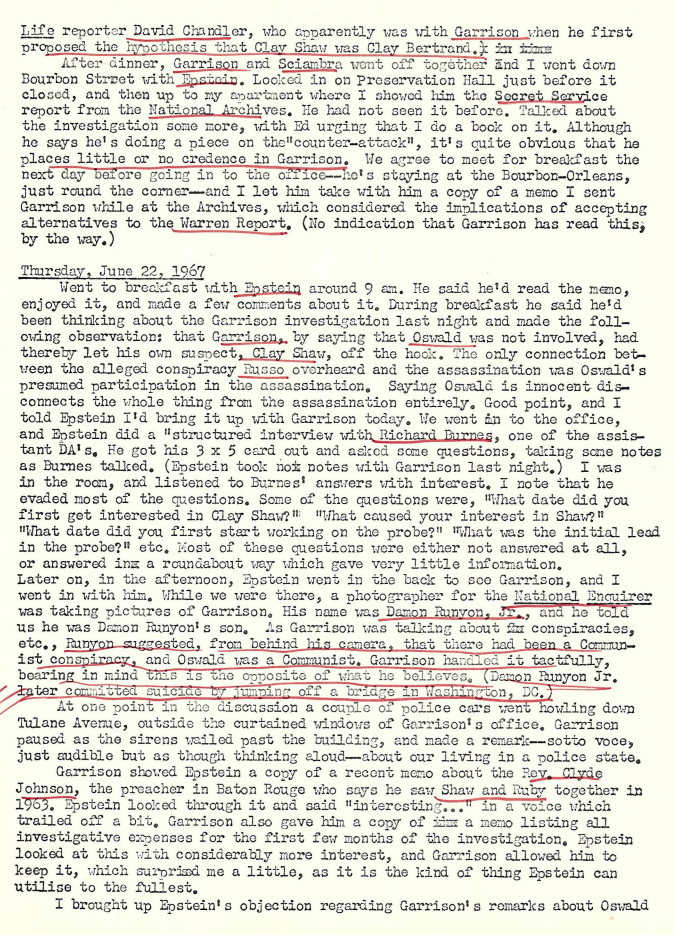 Life reporter David Chandler, who apparently was with Garrison when he first
proposed the hypothesis that Clay Shaw was Clay Bertrand.)
After dinner, Garrison and Sciambra went off together and I went down
Bourbon Street with Epstein. Looked in on Preservation Hall just before it
closed, and then up to my apartment where I showed him the Secret Service
report from the National Archives. He had not seen it before. Talked about
the investigation some more, with Ed urging that I do a book on it. Although
he says he's doing a piece on the"counter-attack", it's quite obvious that he
places little or no credence in Garrison. We agree to meet for breakfast the
next day before going in to the office--he's staying at the Bourbon-Orleans,
just round the corner--and I let him take with him a copy of a memo I sent
Garrison while at the Archives, which considered the implications of accepting
alternatives to the Warren Report. (No indication that Garrison has read this,
by the way.)
Thursday, June 22, 1967
Went to breakfast with Epstein around 9 am. He said he'd read the memo,
enjoyed it, and made a few comments about it. During breakfast he said he'd
been thinking about the Garrison investigation last night and made the foll-
owing observation: that Garrison, by saying that Oswald was not involved, had
thereby let his own suspect, Clay Shaw, off the hook. The only connection bet-
ween the alleged conspiracy Russo overheard and the assassination was Oswald's
presumed participation in the assassination. Saying Oswald is innocent dis-
connects the whole thing from the assassination entirely. Good point, and I
told Epstein I'd bring it up with Garrison today. We went in to the office,
and Epstein did a "structured interview with Richard Burnes, one of the assis-
tant DA's. He got his 3 x 5 card out and asked some questions, taking some notes
as Burnes talked. (Epstein took no notes with Garrison last night.) I was
in the room, and listened to Burnes' answers with interest. I note that he
evaded most of the questions. Some of the questions were, "What date did you
first get interested in Clay Shaw?" "What caused your interest in Shaw?"
"What date did you first start working on the probe?" "What was the initial lead
in the probe?" etc. Most of these questions were either not answered at all,
or answered in a roundabout way which gave very little information.
Later on, in the afternoon, Epstein went in the back to see Garrison, and I
went in with him. While we were there, a photographer for the National Enquirer
was taking pictures of Garrison. His name was Damon Runyon, Jr., and he told
us he was Damon Runyon's son. As Garrison was talking about conspiracies,
etc., Runyon suggested, from behind his camera, that there had been a Commun-
ist conspiracy, and Oswald was a Communist. Garrison handled it tactfully,
bearing in mind this is the opposite of what he believes. (Damon Runyon Jr.
later committed suicide by jumping off a bridge in Washington, DC.)
At one point in the discussion a couple of police cars went howling down
Tulane Avenue, outside the curtained windows of Garrison's office. Garrison
paused as the sirens wailed past the building, and made a remark--sotto voce,
just audible but as though thinking aloud--about our living in a police state.
Garrison showed Epstein a copy of a recent memo about the Rev. Clyde
Johnson, the preacher in Baton Rouge who says he saw Shaw and Ruby together in
1963. Epstein looked through it and said "interesting..." in a voice which
trailed off a bit. Garrison also gave him a copy of a memo listing all
investigative expenses for the first few months of the investigation. Epstein
looked at this with considerably more interest, and Garrison allowed him to
keep it, which surprised me a little, as it is the kind of thing Epstein can
utilise to the fullest.
I brought up Epstein's objection regarding Garrison's remarks about Oswald